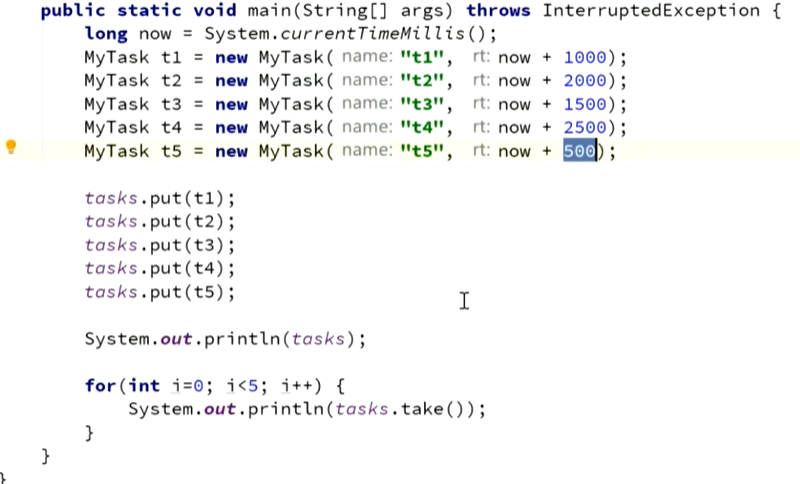 public static void main(String[] args) throws InterruptedException {
long now = System.currentTimeMillis();
MyTask t1 = new MyTask( name: "t1", rt: now + 1000);
MyTask t2 = new MyTask( name: "t2", rt: now + 2000);
MyTask t3 = new MyTask( name: "t3", rt: now + 1500);
MyTask t4 = new MyTask( name: "t4", rt: now + 2500);
MyTask t5 = new MyTask( name: "t5", rt: now + 500);
tasks.put(t1);
tasks.put(t2);
tasks.put(t3);
tasks.put(t4);
tasks.put(t5);
System.out.println(tasks);
for(int i=0; i<5; i++) {
System.out.println(tasks.take());
}
}
}